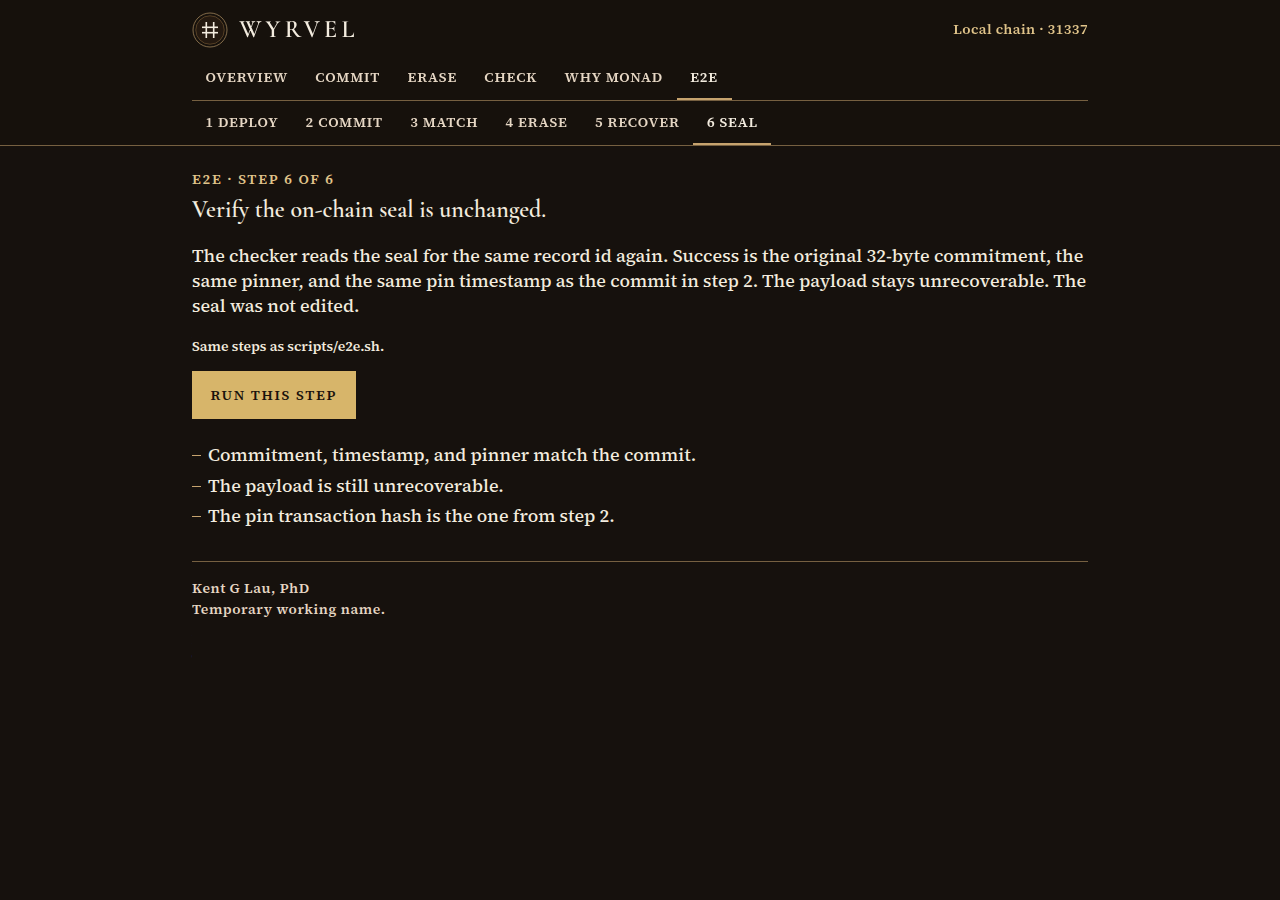 WYRVEL
Local chain · 31337
OVERVIEW COMMIT ERASE CHECK WHY MONAD E2E
1 DEPLOY 2 COMMIT 3 MATCH 4 ERASE 5 RECOVER 6 SEAL
E2E · STEP 6 OF 6
Verify the on-chain seal is unchanged.
The checker reads the seal for the same record id again. Success is the original 32-byte commitment, the
same pinner, and the same pin timestamp as the commit in step 2. The payload stays unrecoverable. The
seal was not edited.
Same steps as scripts/e2e.sh.
RUN THIS STEP
– Commitment, timestamp, and pinner match the commit.
– The payload is still unrecoverable.
– The pin transaction hash is the one from step 2.
Kent G Lau, PhD
Temporary working name.